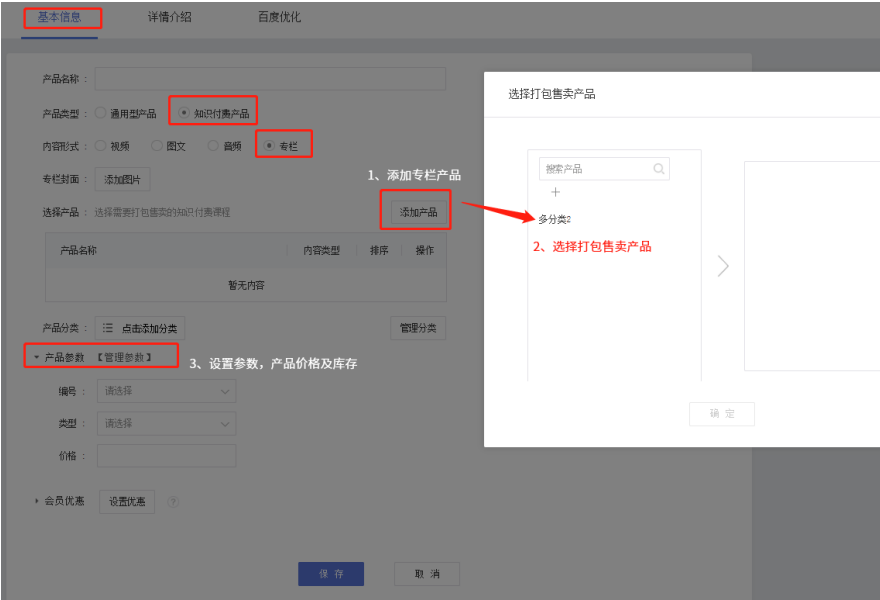 基本信息 详情介绍 百度优化
产品名称：
产品类型： 通用型产品 知识付费产品
内容形式： 视频 图文 音频 专栏
专栏封面： 添加图片
1、添加专栏产品
选择产品： 选择需要打包售卖的知识付费课程 添加产品
产品名称 内容类型 排序 操作
暂无内容
产品分类： 点击添加分类 管理分类
产品参数 【管理参数】
3、设置参数，产品价格及库存
编号： 请选择
类型： 请选择
价格：
会员优惠 设置优惠 ?
保 存 取 消
选择打包售卖产品
搜索产品
+
多分类2
2、选择打包售卖产品
确 定